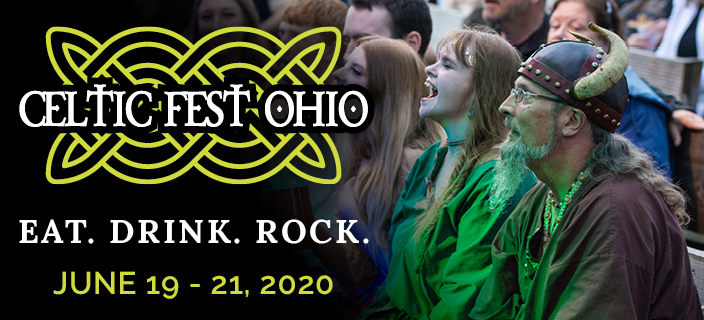 CELTIC FEST OHIO
EAT. DRINK. ROCK.
JUNE 19 - 21, 2020